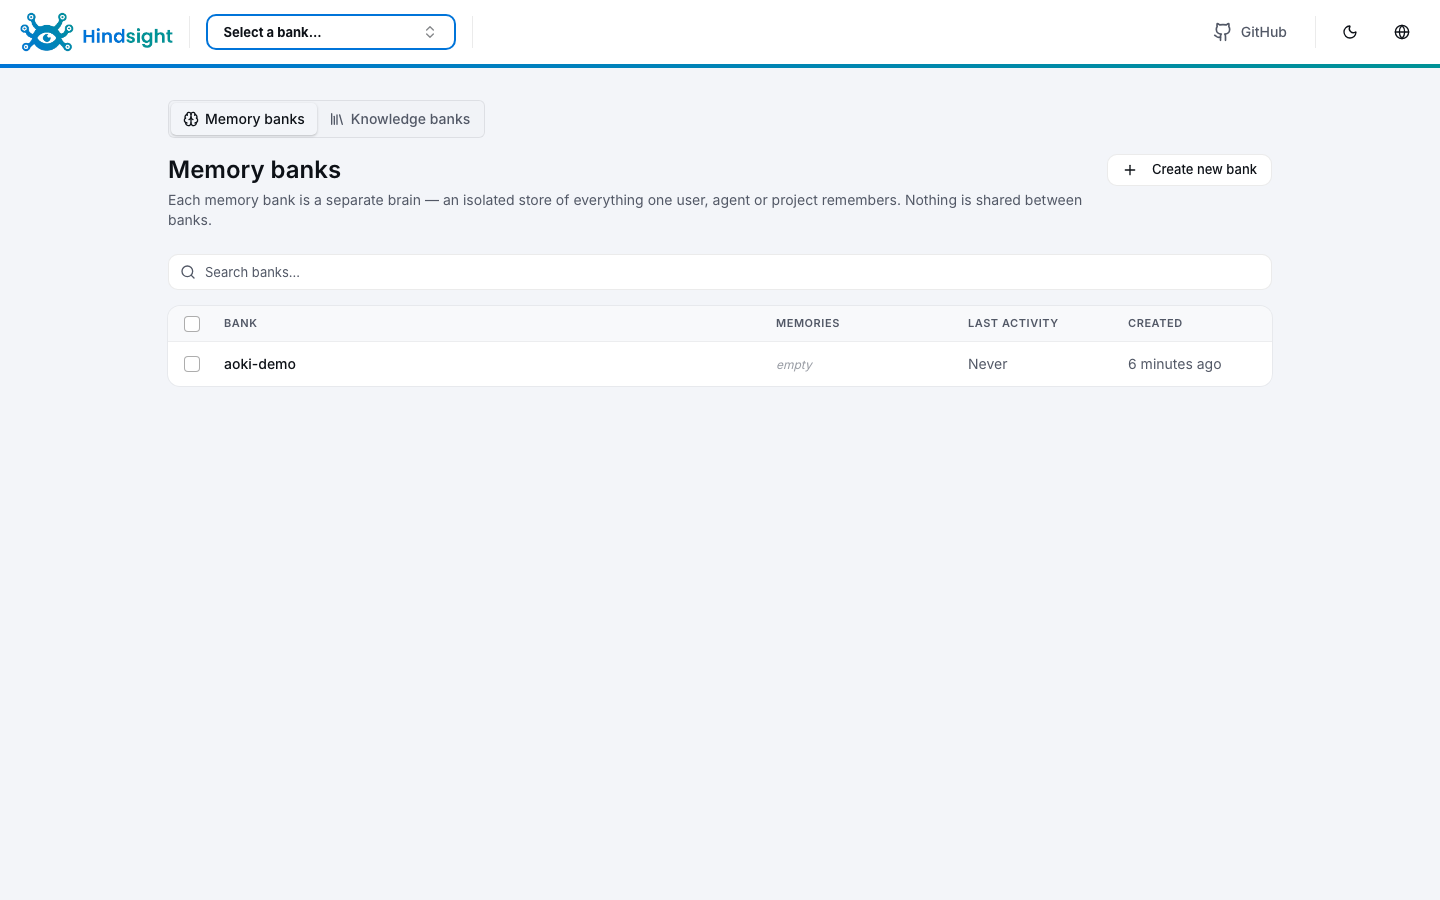 Hindsight
Select a bank...
GitHub
Memory banks
Knowledge banks
Memory banks
Create new bank
Each memory bank is a separate brain — an isolated store of everything one user, agent or project remembers. Nothing is shared between
banks.
Search banks...
BANK MEMORIES LAST ACTIVITY CREATED
aoki-demo empty Never 6 minutes ago